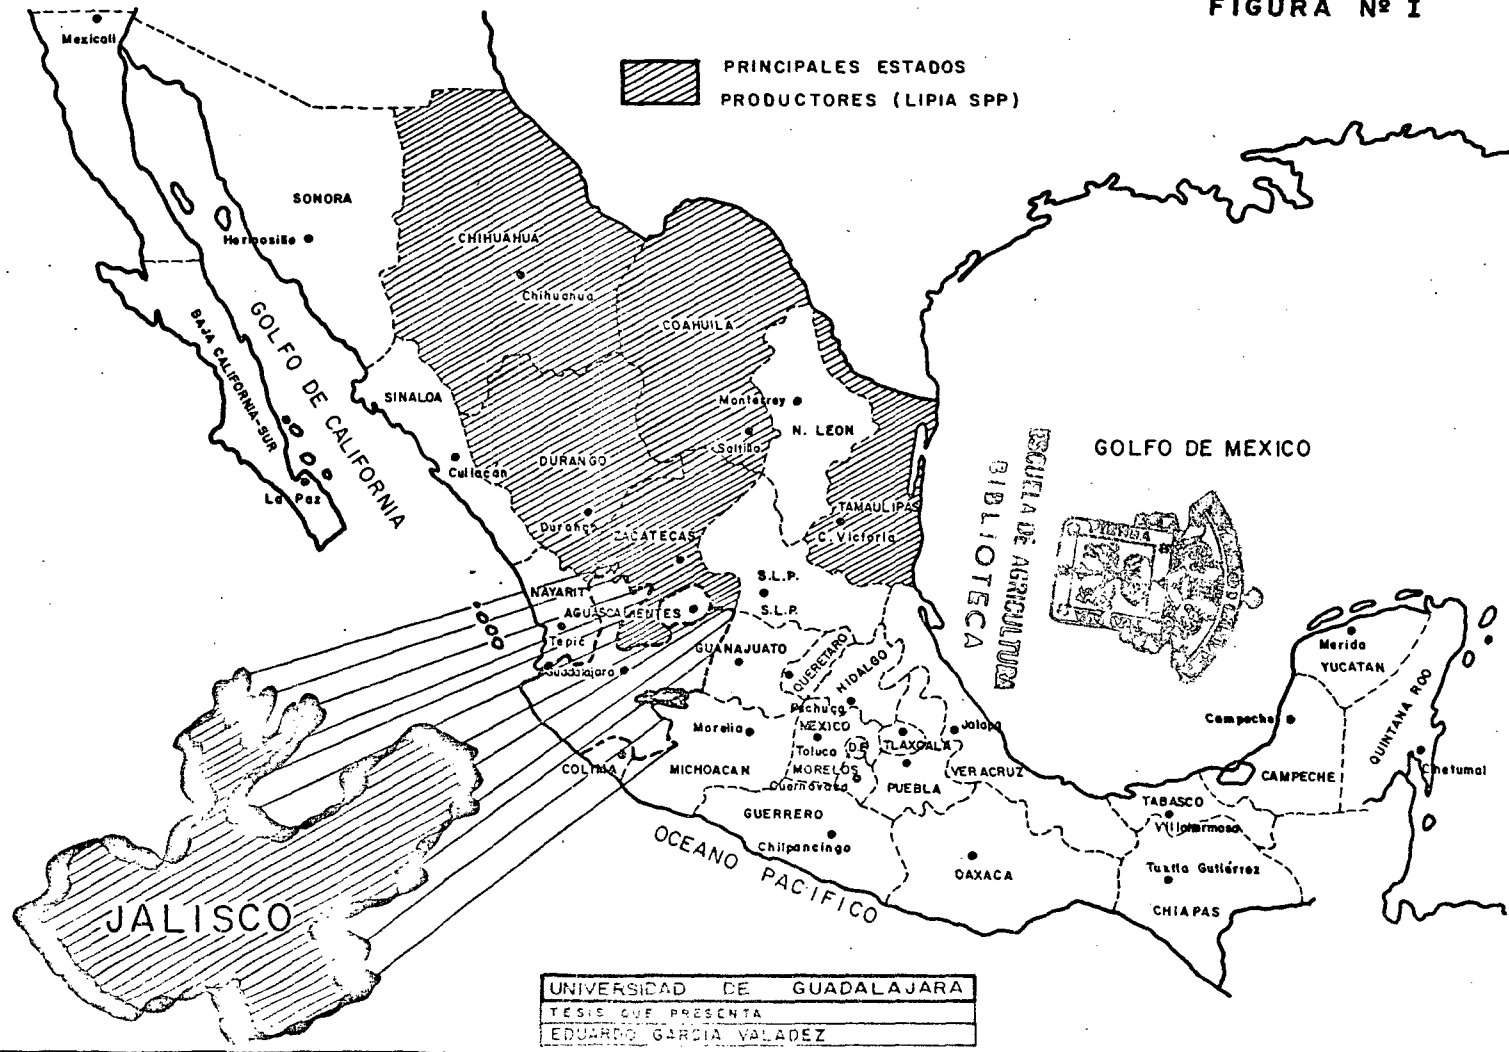 FIGURA Nº I
PRINCIPALES ESTADOS
PRODUCTORES (LIPIA SPP)
Mexicali
SONORA
Hermosillo
CHIHUAHUA
Chihuahua
COAHUILA
GOLFO DE CALIFORNIA
BAJA CALIFORNIA-SUR
SINALOA
Monterrey
N. LEON
Saltillo
GOLFO DE MEXICO
DURANGO
Culiacán
La Paz
Durango
ZACATECAS
TAMAULIPAS
C. Victoria
ESCUELA DE AGRICULTURA
BIBLIOTECA
S.L.P.
S.L.P.
NAYARIT
AGUASCALIENTES
Tepic
Guadalajara
GUANAJUATO
QUERETARO
HIDALGO
Pachuca
Merida
YUCATAN
QUINTANA ROO
Campeche
CAMPECHE
Chetumal
Morelia
MEXICO
Toluca
D.F.
TLAXCALA
Jalapa
COLIMA
MICHOACAN
MORELOS
Cuernavaca
PUEBLA
VERACRUZ
TABASCO
Villahermosa
GUERRERO
Chilpancingo
OAXACA
Tuxtla Gutiérrez
CHIAPAS
OCEANO PACIFICO
JALISCO
UNIVERSIDAD DE GUADALAJARA
TESIS QUE PRESENTA
EDUARDO GARCIA VALADEZ